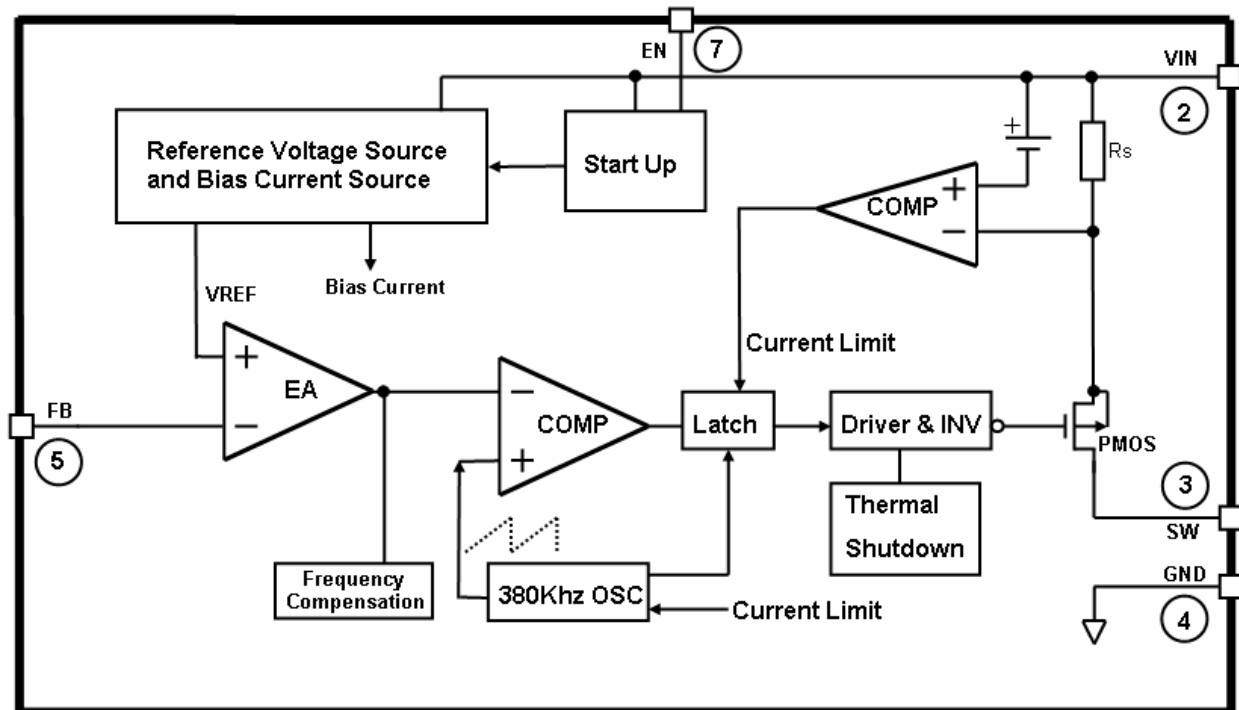 EN
7
VIN
2
Reference Voltage Source
and Bias Current Source
Start Up
+
Rs
+
COMP
−
VREF
Bias Current
Current Limit
+
EA
−
FB
5
−
COMP
+
Latch
Driver & INV
PMOS
3
SW
Thermal
Shutdown
Frequency
Compensation
380Khz OSC
Current Limit
GND
4